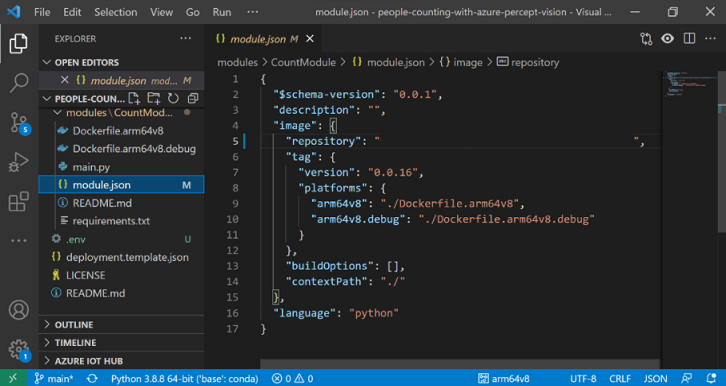 File Edit Selection View Go Run ··· module.json - people-counting-with-azure-percept-vision - Visual ...
EXPLORER ···
OPEN EDITORS
{} module.json mod... M
PEOPLE-COUN...
modules\CountMod...
Dockerfile.arm64v8
Dockerfile.arm64v8.debug
main.py
{} module.json M
README.md
requirements.txt
.env U
{} deployment.template.json
LICENSE
README.md
OUTLINE
TIMELINE
AZURE IOT HUB
5
1
{} module.json M
modules > CountModule > {} module.json > {} image > repository
1 {
2 "$schema-version": "0.0.1",
3 "description": "",
4 "image": {
5 "repository": " ",
6 "tag": {
7 "version": "0.0.16",
8 "platforms": {
9 "arm64v8": "./Dockerfile.arm64v8",
10 "arm64v8.debug": "./Dockerfile.arm64v8.debug"
11 }
12 },
13 "buildOptions": [],
14 "contextPath": "./"
15 },
16 "language": "python"
17 }
main* Python 3.8.8 64-bit ('base': conda) 0 0 arm64v8 UTF-8 CRLF JSON